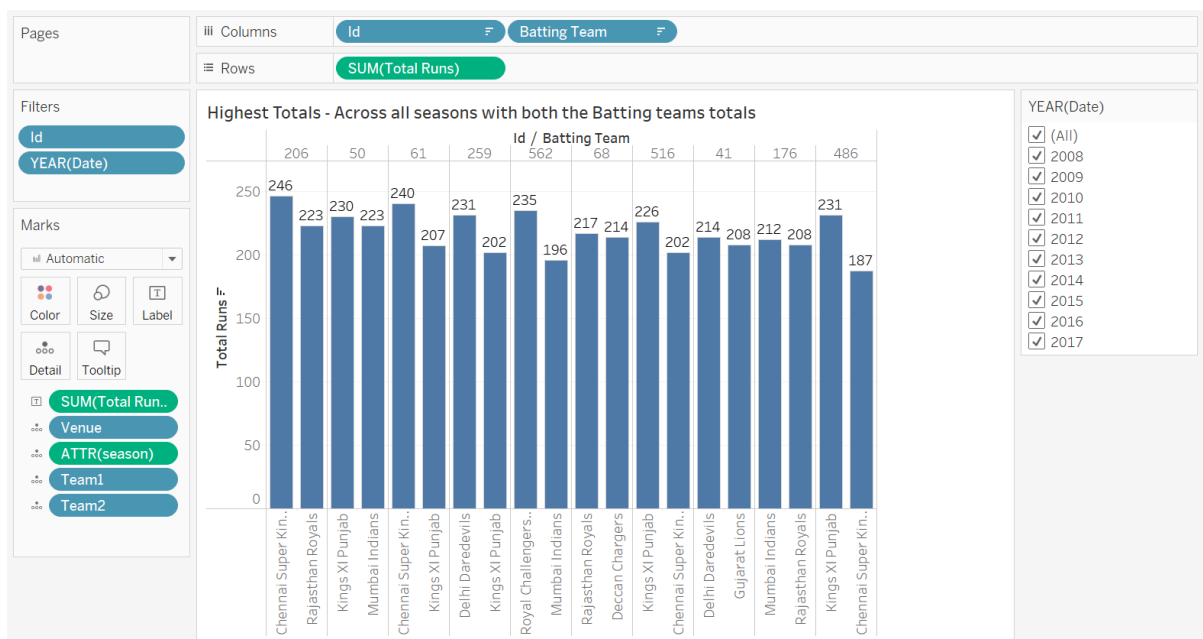 Pages
iii Columns
Id
Batting Team
Rows
SUM(Total Runs)
Filters
Id
YEAR(Date)
Marks
Automatic
Color
Size
Label
Detail
Tooltip
SUM(Total Run..
Venue
ATTR(season)
Team1
Team2
Highest Totals - Across all seasons with both the Batting teams totals
Id / Batting Team
206 50 61 259 562 68 516 41 176 486
Total Runs
250
200
150
100
50
0
246 223 230 223 240 207 231 202 235 196 217 214 226 202 214 208 212 208 231 187
Chennai Super Kin..
Rajasthan Royals
Kings XI Punjab
Mumbai Indians
Chennai Super Kin..
Kings XI Punjab
Delhi Daredevils
Kings XI Punjab
Royal Challengers..
Mumbai Indians
Rajasthan Royals
Deccan Chargers
Kings XI Punjab
Chennai Super Kin..
Delhi Daredevils
Gujarat Lions
Mumbai Indians
Rajasthan Royals
Kings XI Punjab
Chennai Super Kin..
YEAR(Date)
(All)
2008
2009
2010
2011
2012
2013
2014
2015
2016
2017